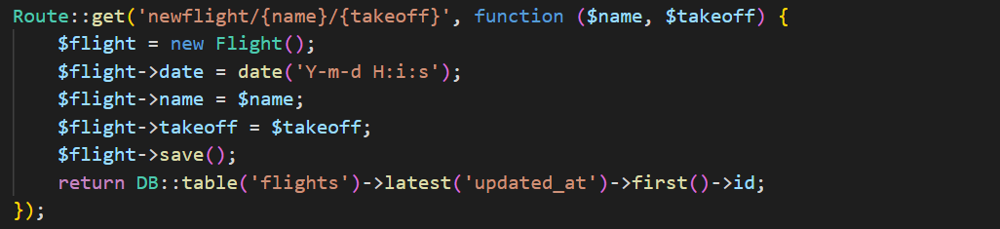 Route::get('newflight/{name}/{takeoff}', function ($name, $takeoff) {
    $flight = new Flight();
    $flight->date = date('Y-m-d H:i:s');
    $flight->name = $name;
    $flight->takeoff = $takeoff;
    $flight->save();
    return DB::table('flights')->latest('updated_at')->first()->id;
});